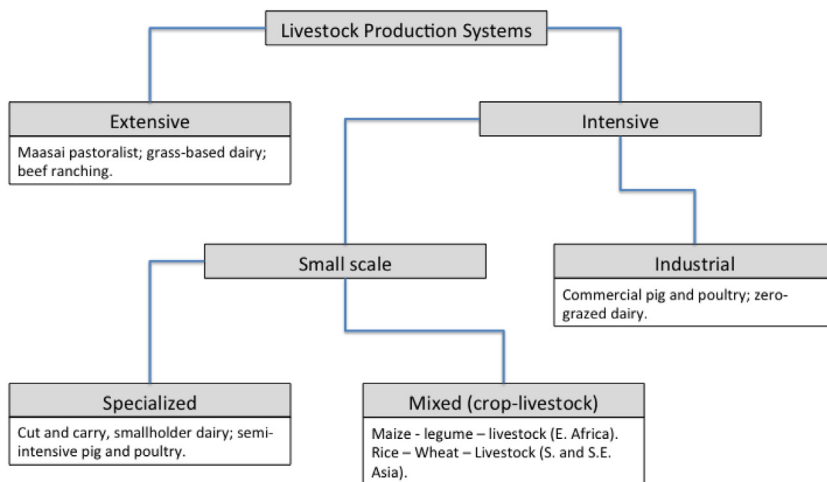 Livestock Production Systems
Extensive
Maasai pastoralist; grass-based dairy;
beef ranching.
Intensive
Small scale
Industrial
Commercial pig and poultry; zero-
grazed dairy.
Specialized
Cut and carry, smallholder dairy; semi-
intensive pig and poultry.
Mixed (crop-livestock)
Maize - legume – livestock (E. Africa).
Rice – Wheat – Livestock (S. and S.E.
Asia).